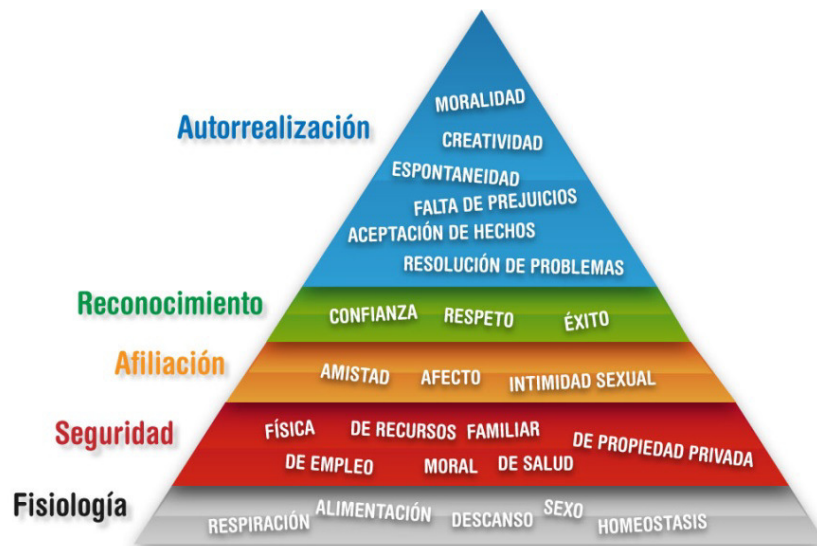 MORALIDAD
Autorrealización
CREATIVIDAD
ESPONTANEIDAD
FALTA DE PREJUICIOS
ACEPTACIÓN DE HECHOS
RESOLUCIÓN DE PROBLEMAS
Reconocimiento
CONFIANZA RESPETO ÉXITO
Afiliación
AMISTAD AFECTO INTIMIDAD SEXUAL
Seguridad
FÍSICA DE RECURSOS FAMILIAR DE PROPIEDAD PRIVADA
DE EMPLEO MORAL DE SALUD
Fisiología
RESPIRACIÓN ALIMENTACIÓN DESCANSO SEXO HOMEOSTASIS